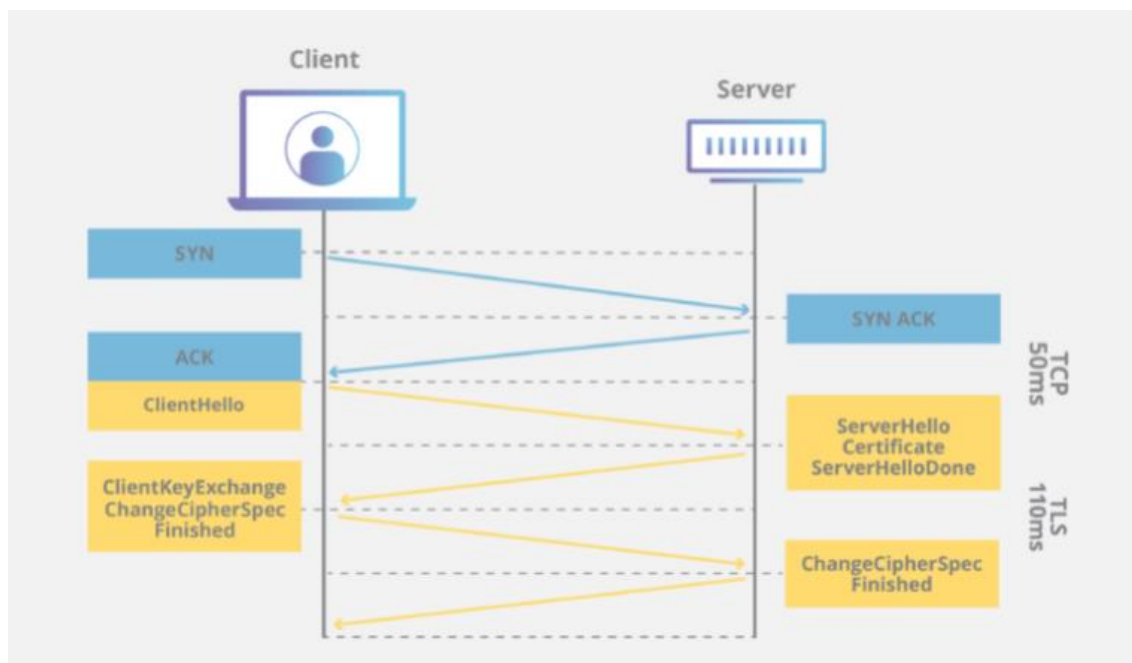 Client
Server
SYN
SYN ACK
ACK
TCP
50ms
ClientHello
ServerHello
Certificate
ServerHelloDone
ClientKeyExchange
ChangeCipherSpec
Finished
TLS
110ms
ChangeCipherSpec
Finished